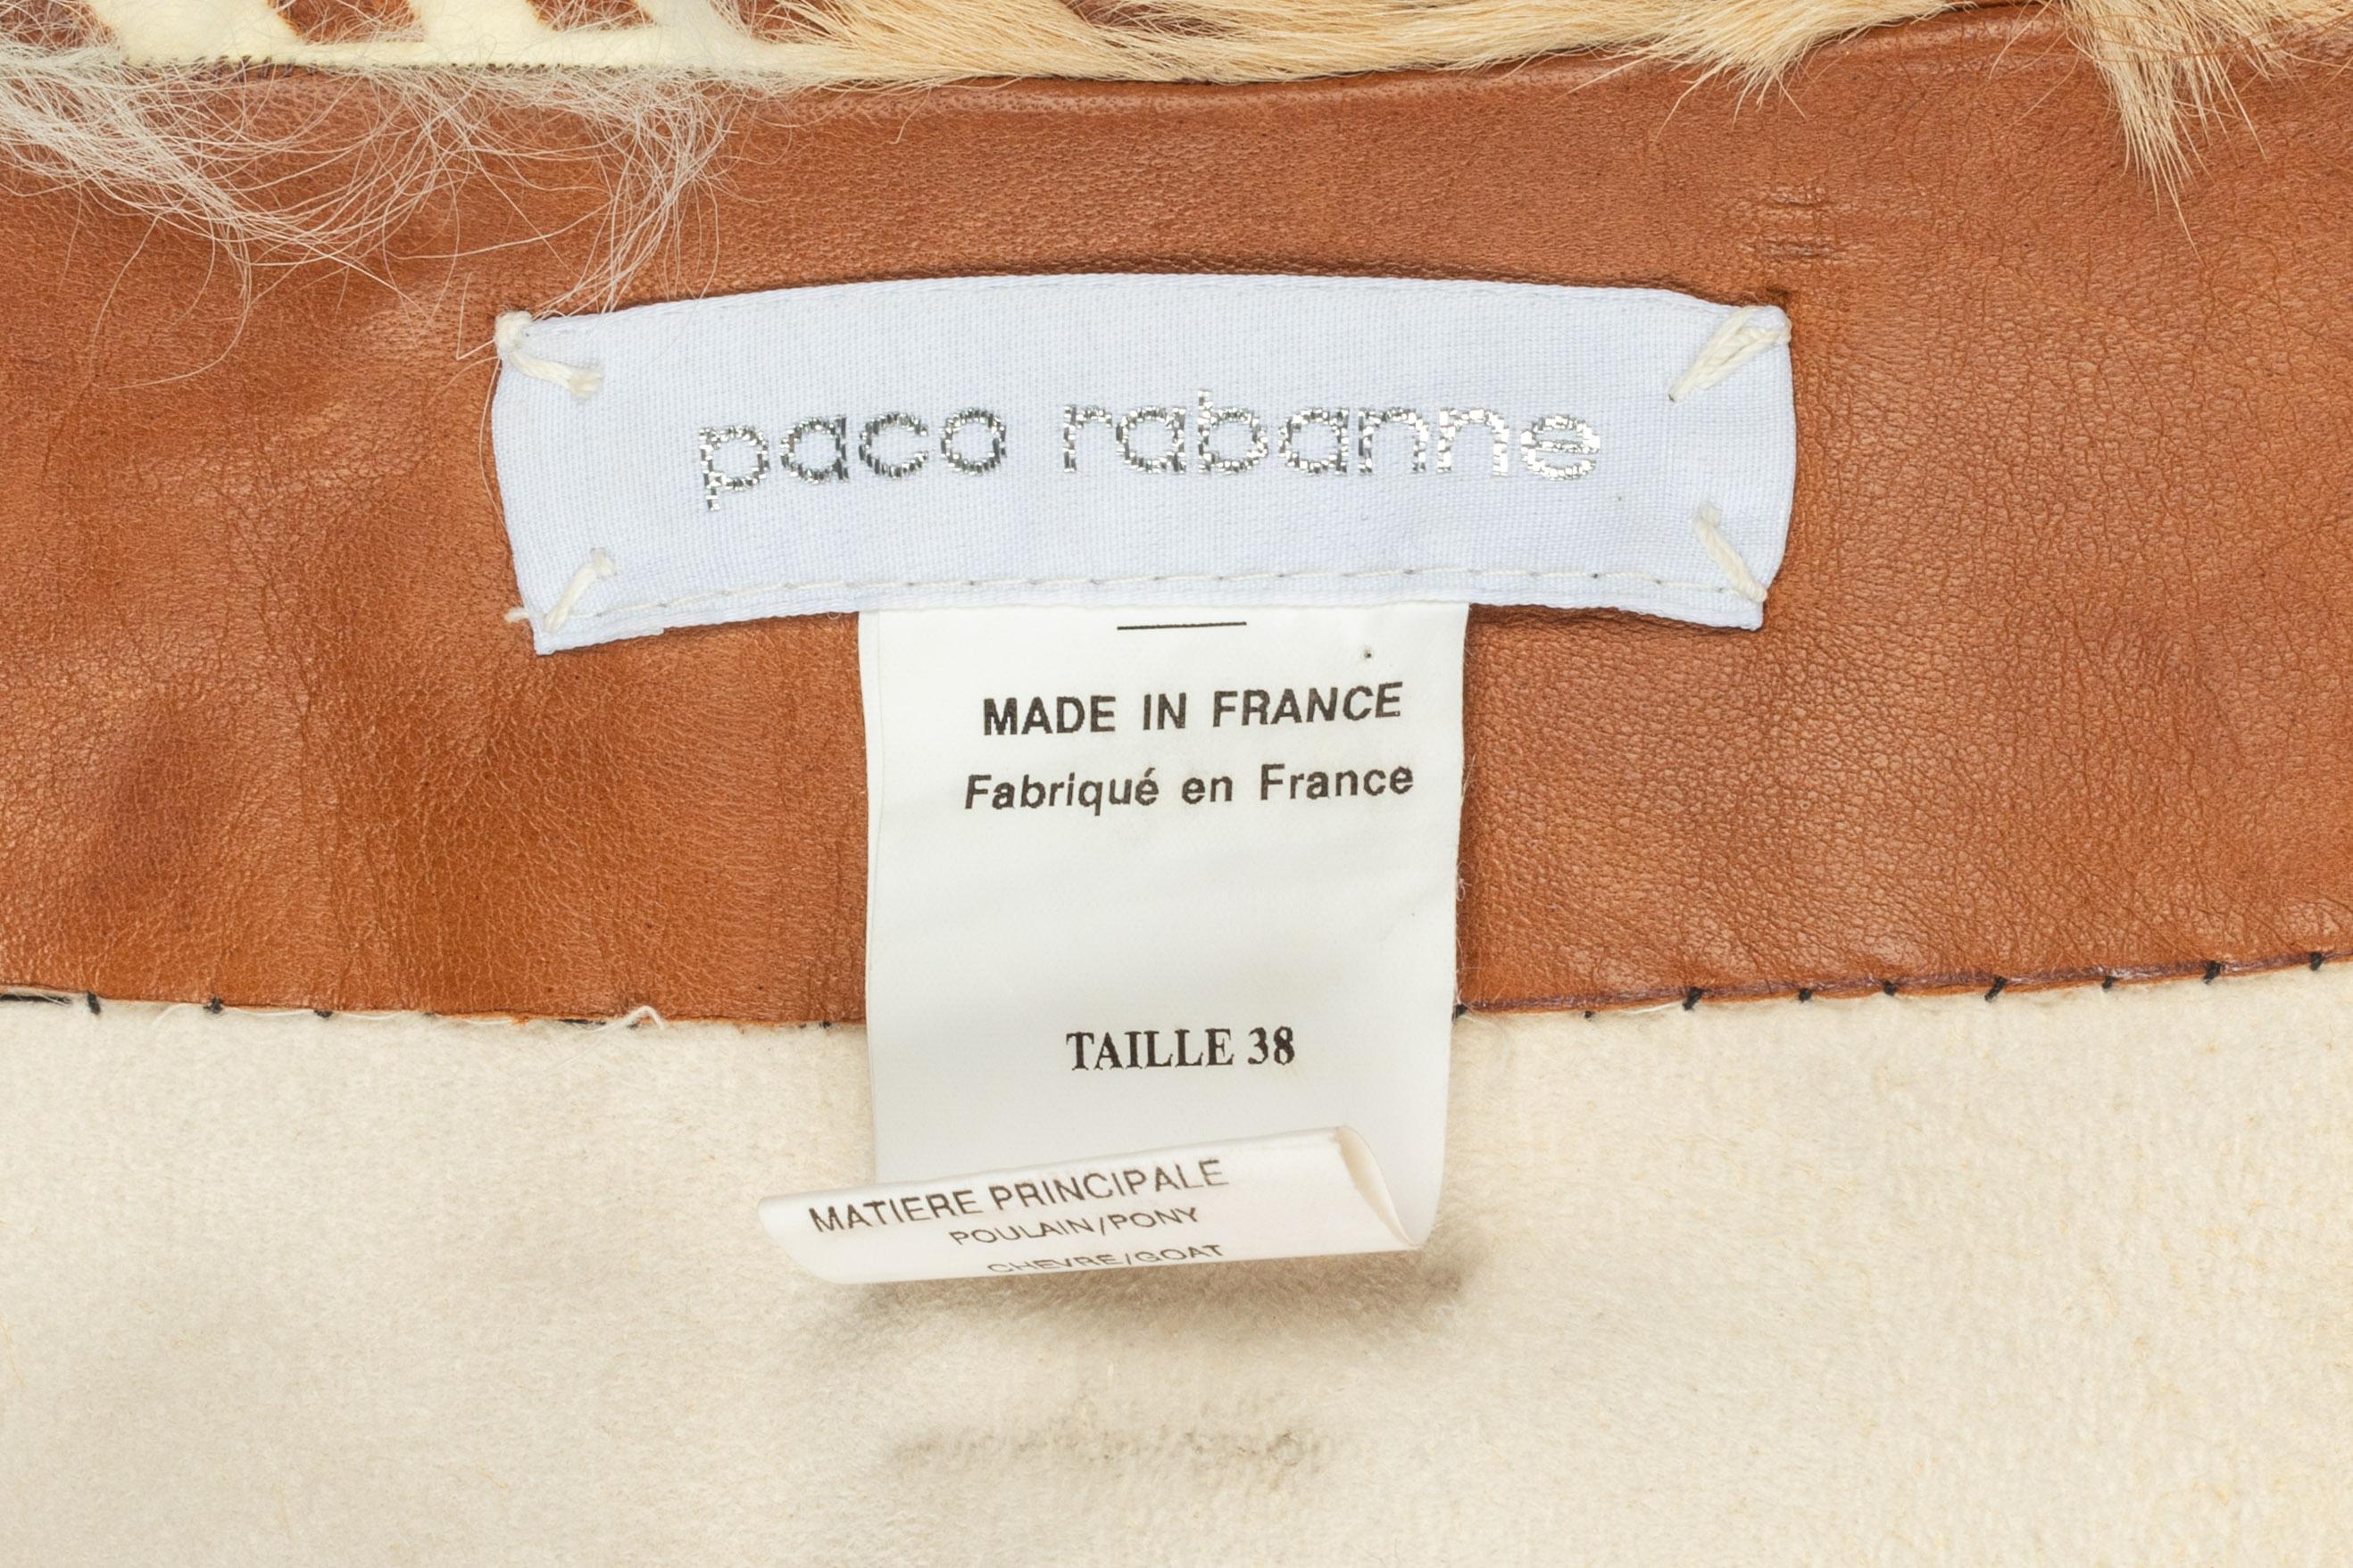 paco rabanne
MADE IN FRANCE
Fabriqué en France
TAILLE 38
MATIERE PRINCIPALE
POULAIN/PONY
CHEVRE/GOAT